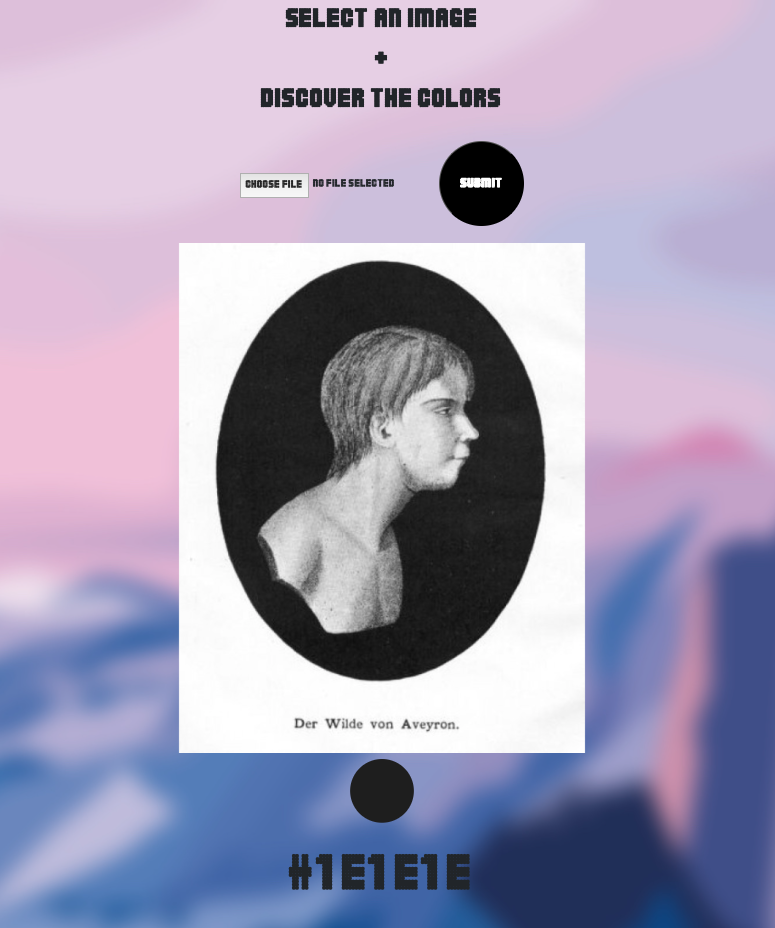 SELECT AN IMAGE
+
DISCOVER THE COLORS
CHOOSE FILE NO FILE SELECTED SUBMIT
Der Wilde von Aveyron.
#1E1E1E